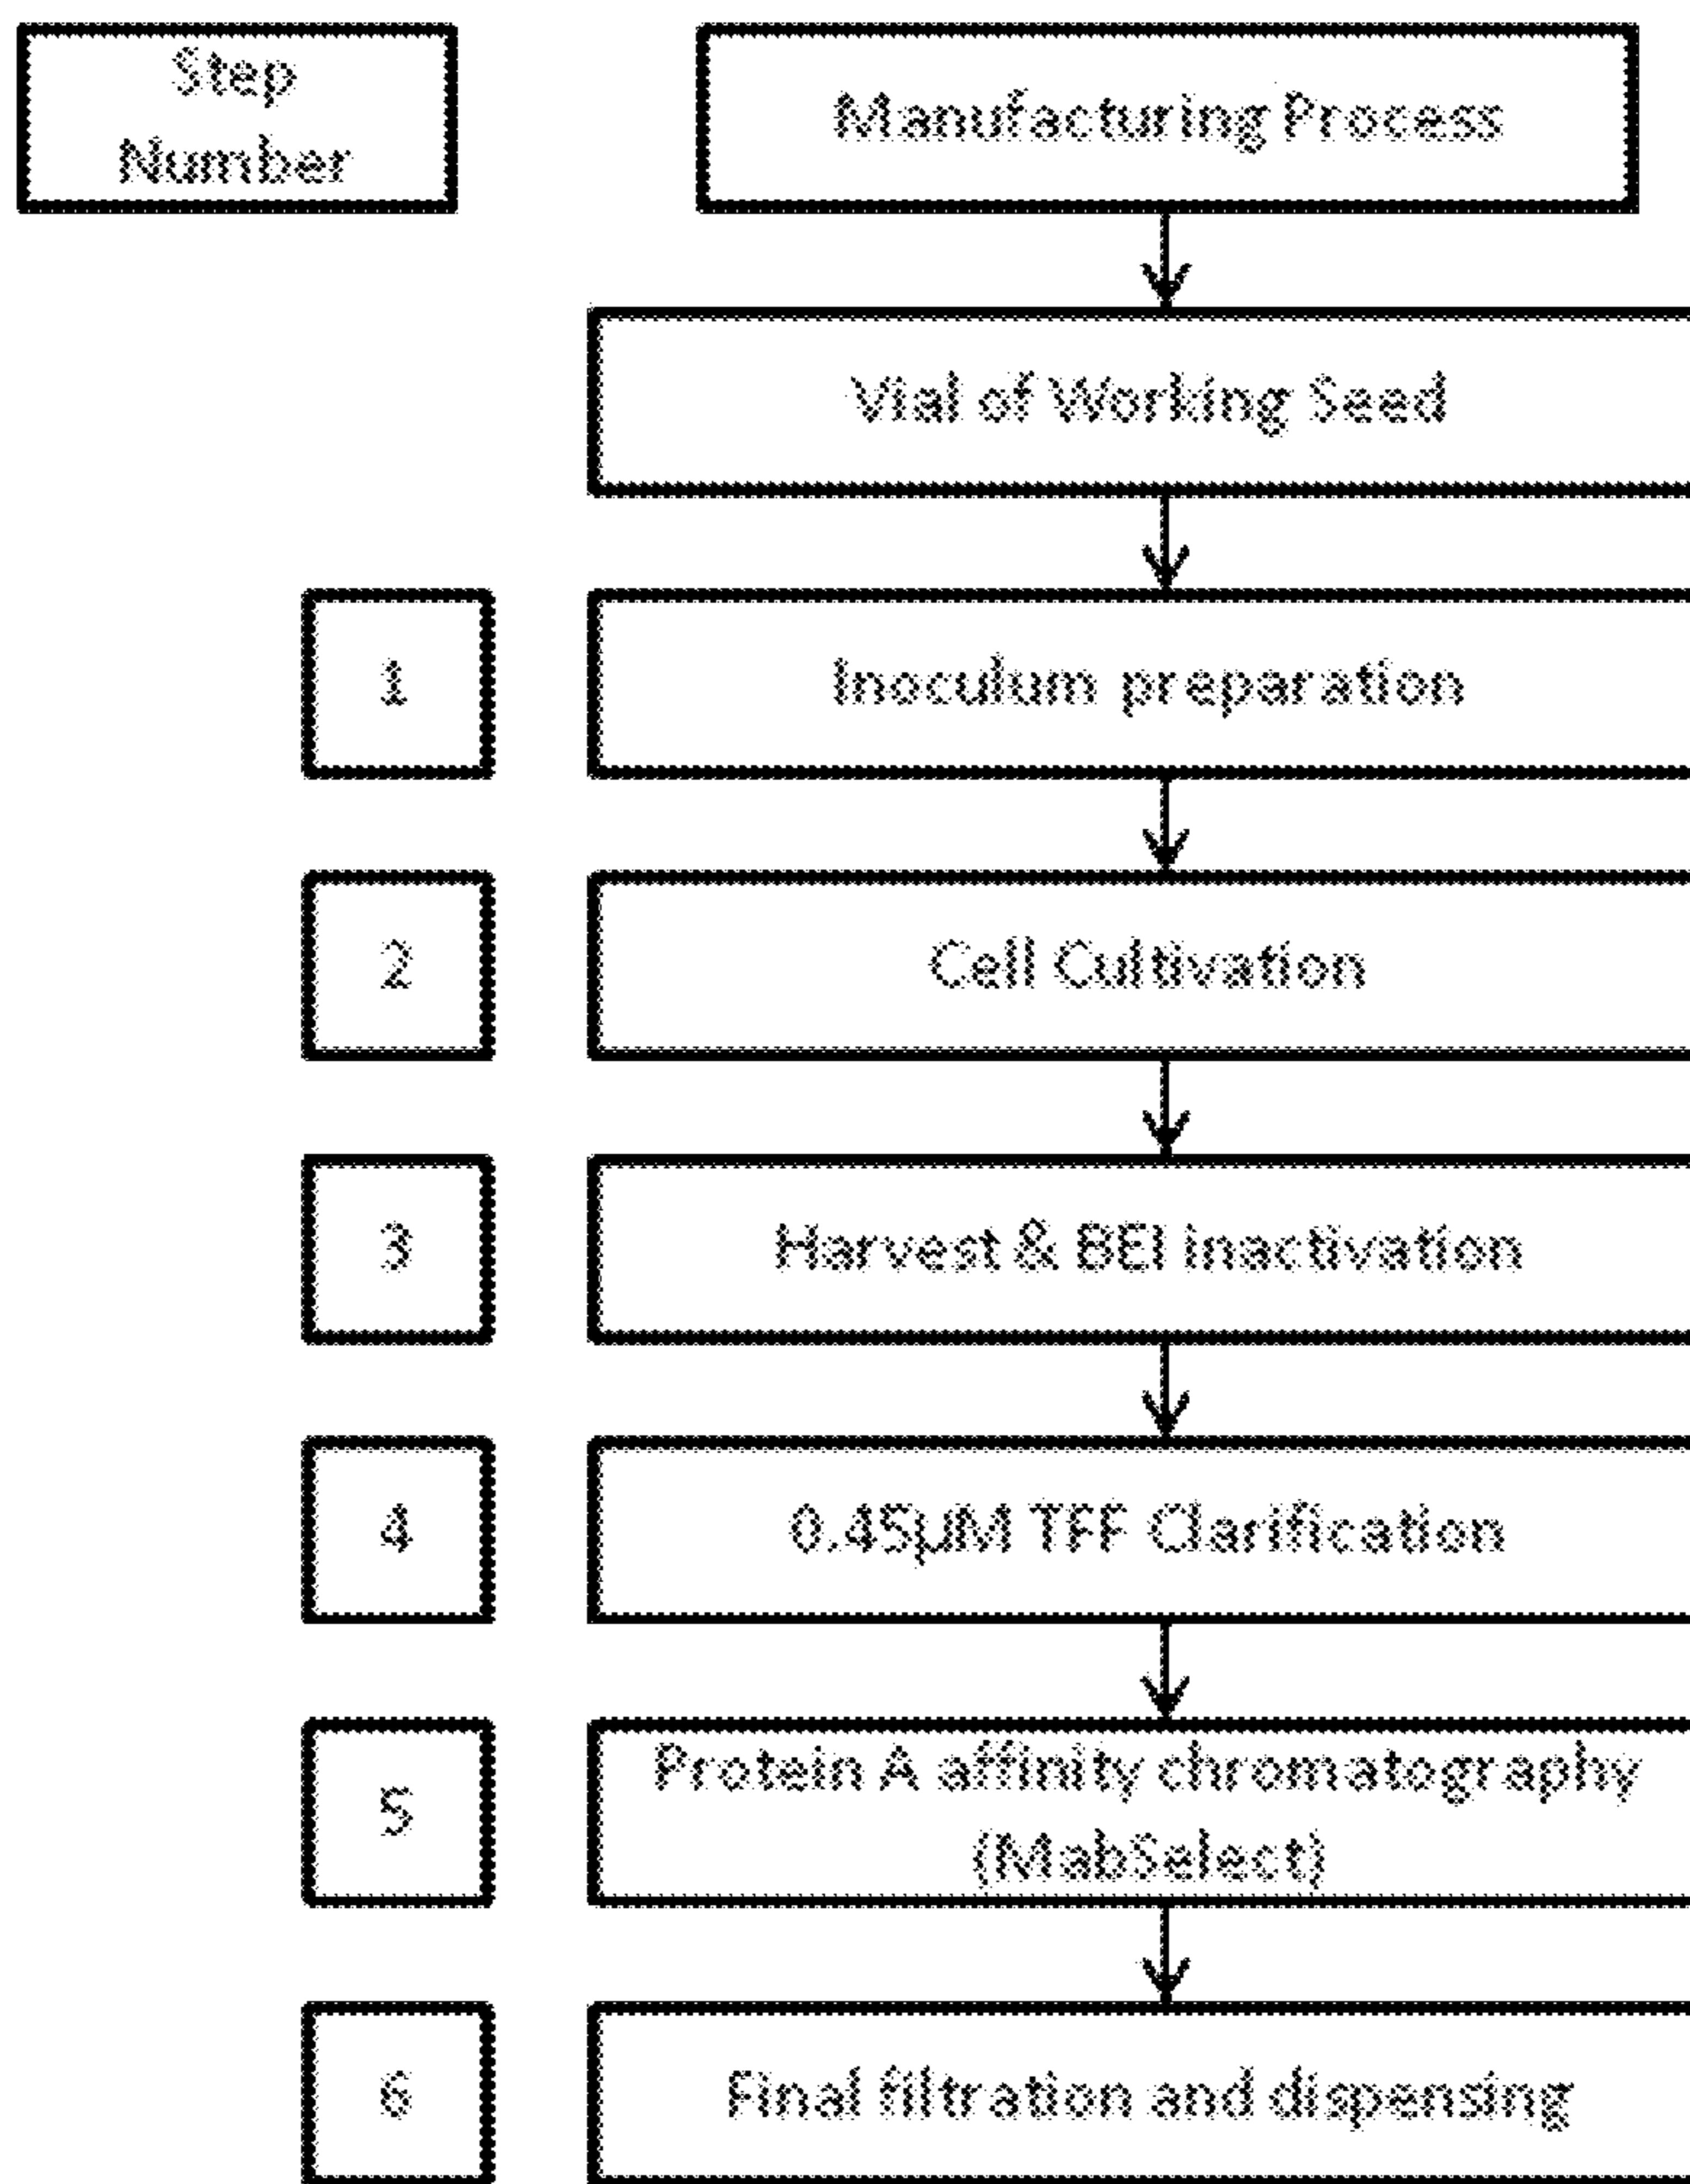 Step
Number
Manufacturing Process
Vial of Working Seed
1
Inoculum preparation
2
Cell Cultivation
3
Harvest & BEI inactivation
4
0.45µM TFF Clarification
5
Protein A affinity chromatography
(MabSelect)
6
Final filtration and dispensing